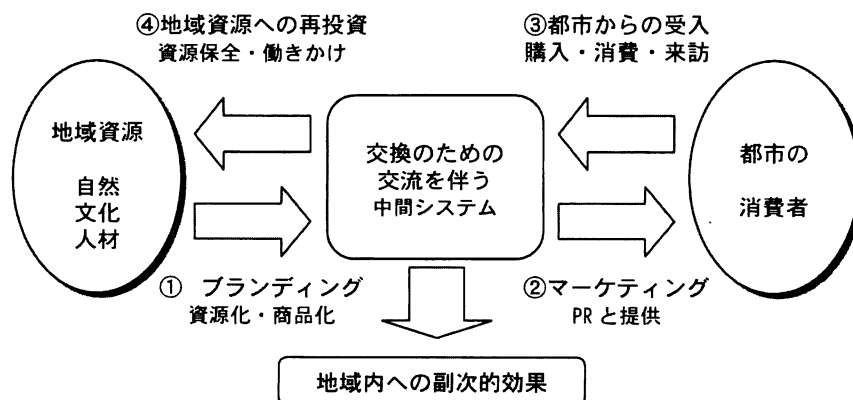 ④地域資源への再投資
資源保全・働きかけ
③都市からの受入
購入・消費・来訪
地域資源
自然
文化
人材
交換のための
交流を伴う
中間システム
都市の
消費者
① ブランディング
資源化・商品化
②マーケティング
PRと提供
地域内への副次的効果